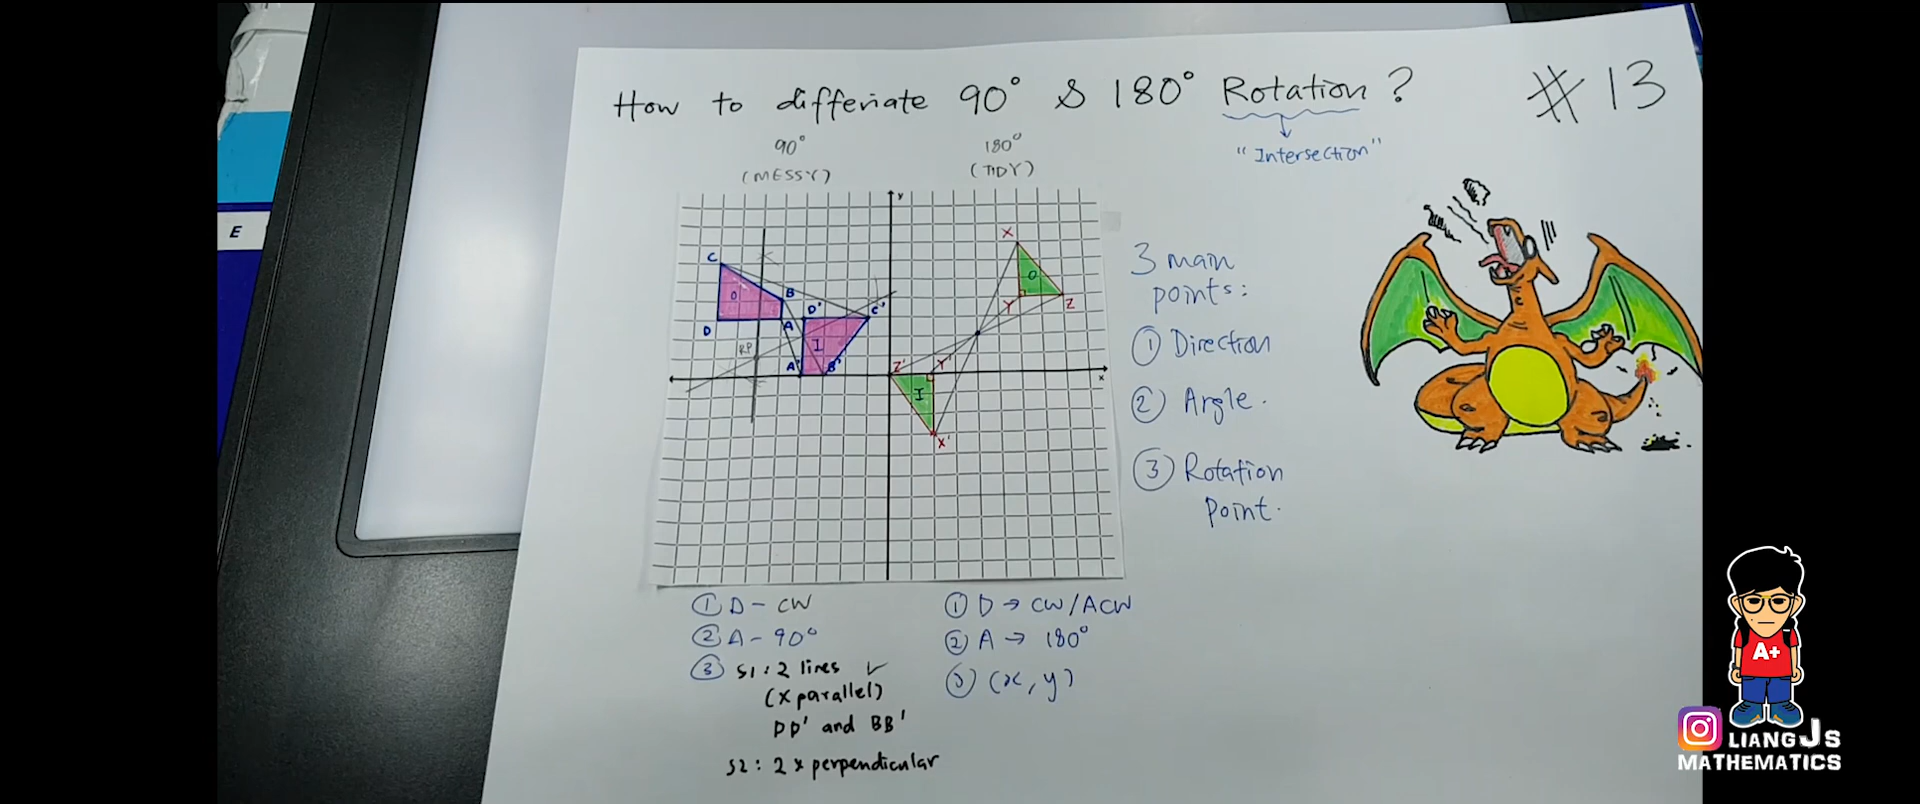 How to differiate 90° & 180° Rotation ?
# 13
"Intersection"
90°
(MESSY)
180°
(TIDY)
y
x
C
B
O
D
A
D'
C'
I
A'
B'
RP
X
O
Y
Z
Z'
Y'
I
X'
3 main
points:
① Direction
② Angle.
③ Rotation
Point.
① D - CW
② A - 90°
③ S1 : 2 lines ✓
(X parallel)
DD' and BB'
S2 : 2 x perpendicular
① D → CW/ACW
② A → 180°
③ (x, y)
E
A+
LIANGJS
MATHEMATICS